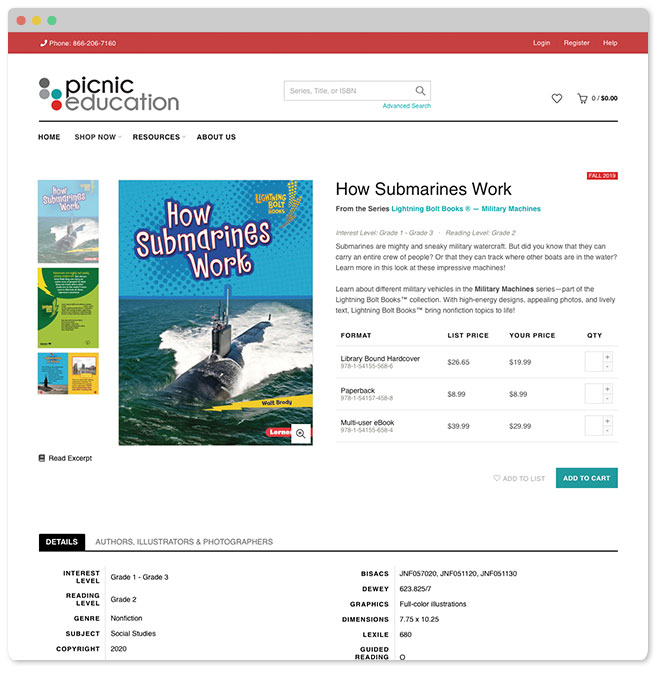 Phone: 866-206-7160
Login Register Help
picnic
education
Series, Title, or ISBN
Advanced Search
0 / $0.00
HOME SHOP NOW RESOURCES ABOUT US
How
Submarines
Work
LIGHTNING
BOLT
BOOKS
Walt Brody
Lerner
Read Excerpt
FALL 2019
How Submarines Work
From the Series Lightning Bolt Books ® — Military Machines
Interest Level: Grade 1 - Grade 3 · Reading Level: Grade 2
Submarines are mighty and sneaky military watercraft. But did you know that they can
carry an entire crew of people? Or that they can track where other boats are in the water?
Learn more in this look at these impressive machines!
Learn about different military vehicles in the Military Machines series—part of the
Lightning Bolt Books™ collection. With high-energy designs, appealing photos, and lively
text, Lightning Bolt Books™ bring nonfiction topics to life!
FORMAT LIST PRICE YOUR PRICE QTY
Library Bound Hardcover
978-1-54155-568-6
$26.65 $19.99 + -
Paperback
978-1-54157-458-8
$8.99 $8.99 + -
Multi-user eBook
978-1-54155-658-4
$39.99 $29.99 + -
ADD TO LIST ADD TO CART
DETAILS AUTHORS, ILLUSTRATORS & PHOTOGRAPHERS
INTEREST
LEVEL
Grade 1 - Grade 3
READING
LEVEL
Grade 2
GENRE Nonfiction
SUBJECT Social Studies
COPYRIGHT 2020
BISACS JNF057020, JNF051120, JNF051130
DEWEY 623.825/7
GRAPHICS Full-color illustrations
DIMENSIONS 7.75 x 10.25
LEXILE 680
GUIDED
READING
O